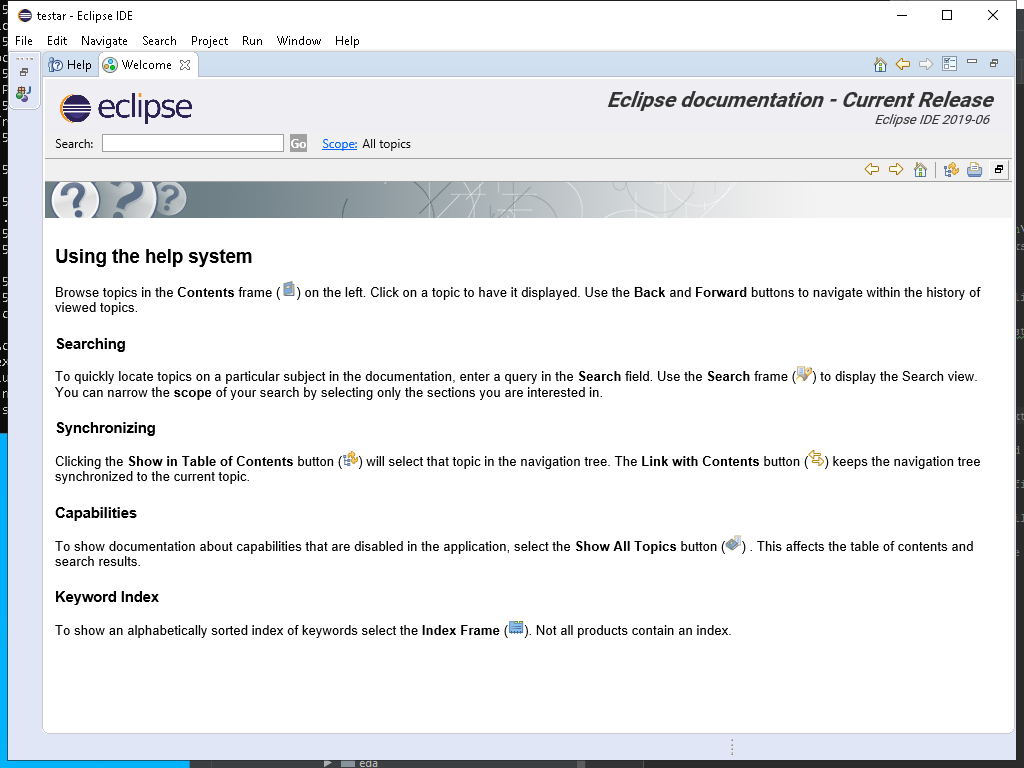 testar - Eclipse IDE
File Edit Navigate Search Project Run Window Help
Help Welcome
eclipse
Eclipse documentation - Current Release
Eclipse IDE 2019-06
Search: Go Scope: All topics
Using the help system
Browse topics in the Contents frame ( ) on the left. Click on a topic to have it displayed. Use the Back and Forward buttons to navigate within the history of
viewed topics.
Searching
To quickly locate topics on a particular subject in the documentation, enter a query in the Search field. Use the Search frame ( ) to display the Search view.
You can narrow the scope of your search by selecting only the sections you are interested in.
Synchronizing
Clicking the Show in Table of Contents button ( ) will select that topic in the navigation tree. The Link with Contents button ( ) keeps the navigation tree
synchronized to the current topic.
Capabilities
To show documentation about capabilities that are disabled in the application, select the Show All Topics button ( ) . This affects the table of contents and
search results.
Keyword Index
To show an alphabetically sorted index of keywords select the Index Frame ( ). Not all products contain an index.
eda